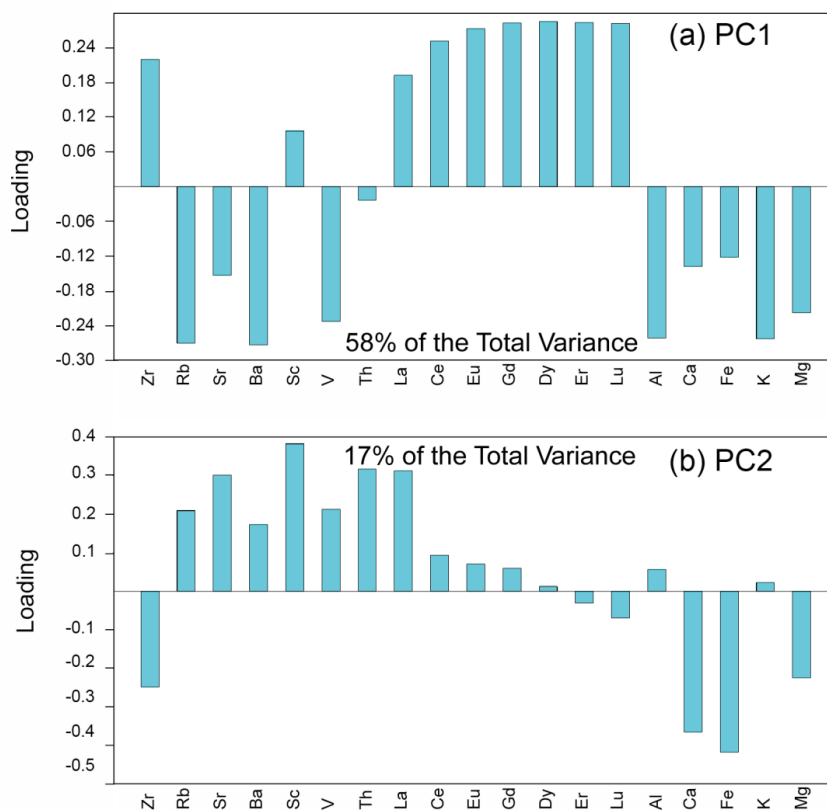 (a) PC1
0.24
0.18
0.12
0.06
-0.06
-0.12
-0.18
-0.24
-0.30
Loading
58% of the Total Variance
Zr Rb Sr Ba Sc V Th La Ce Eu Gd Dy Er Lu Al Ca Fe K Mg
17% of the Total Variance (b) PC2
0.4
0.3
0.2
0.1
-0.1
-0.2
-0.3
-0.4
-0.5
Loading
Zr Rb Sr Ba Sc V Th La Ce Eu Gd Dy Er Lu Al Ca Fe K Mg